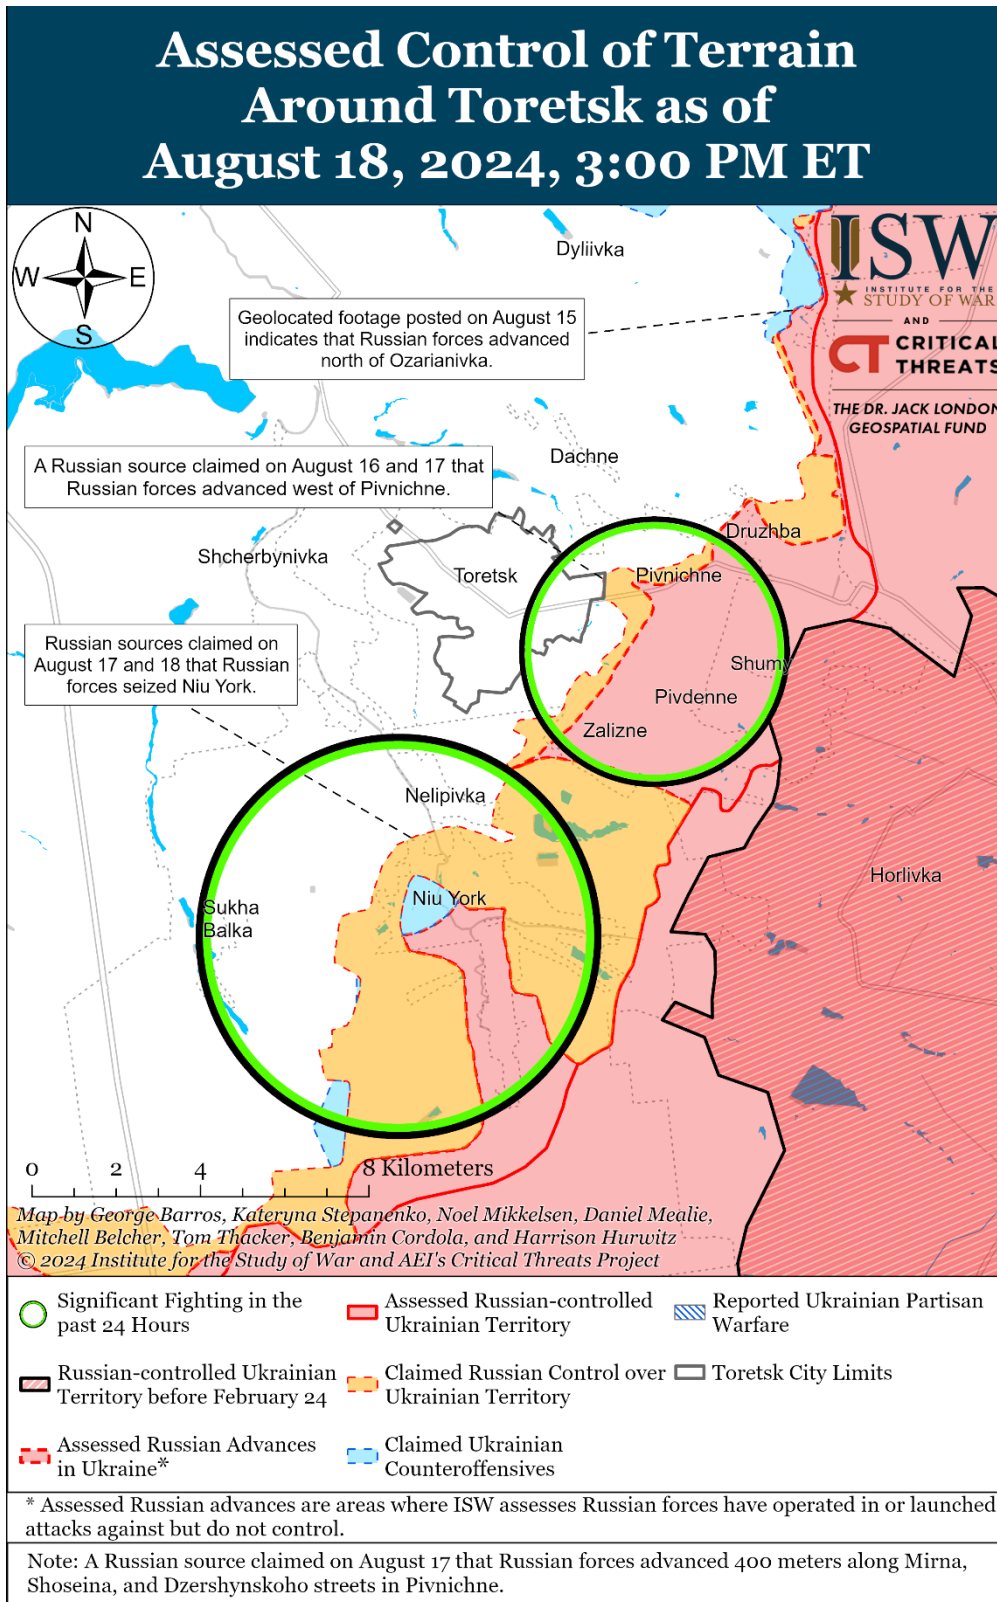 Assessed Control of Terrain
Around Toretsk as of
August 18, 2024, 3:00 PM ET
N
W
E
S
Dyliivka
ISW
INSTITUTE FOR THE
STUDY OF WAR
AND
CT CRITICAL
THREATS
THE DR. JACK LONDON
GEOSPATIAL FUND
Geolocated footage posted on August 15
indicates that Russian forces advanced
north of Ozarianivka.
Dachne
A Russian source claimed on August 16 and 17 that
Russian forces advanced west of Pivnichne.
Druzhba
Shcherbynivka
Toretsk
Pivnichne
Russian sources claimed on
August 17 and 18 that Russian
forces seized Niu York.
Shumy
Pivdenne
Zalizne
Nelipivka
Horlivka
Niu York
Sukha
Balka
0 2 4 8 Kilometers
Map by George Barros, Kateryna Stepanenko, Noel Mikkelsen, Daniel Mealie,
Mitchell Belcher, Tom Thacker, Benjamin Cordola, and Harrison Hurwitz
© 2024 Institute for the Study of War and AEI's Critical Threats Project
Significant Fighting in the
past 24 Hours
Assessed Russian-controlled
Ukrainian Territory
Reported Ukrainian Partisan
Warfare
Russian-controlled Ukrainian
Territory before February 24
Claimed Russian Control over
Ukrainian Territory
Toretsk City Limits
Assessed Russian Advances
in Ukraine*
Claimed Ukrainian
Counteroffensives
* Assessed Russian advances are areas where ISW assesses Russian forces have operated in or launched
attacks against but do not control.
Note: A Russian source claimed on August 17 that Russian forces advanced 400 meters along Mirna,
Shoseina, and Dzershynskoho streets in Pivnichne.